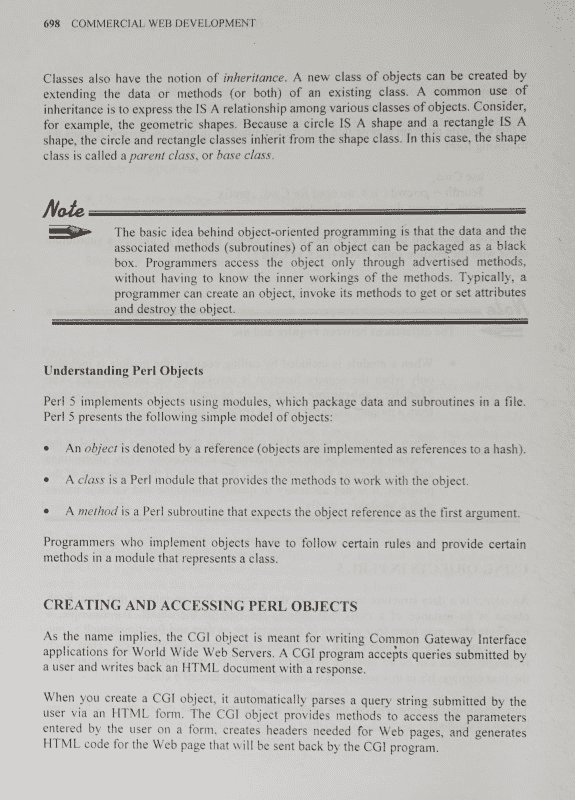 698 COMMERCIAL WEB DEVELOPMENT
Classes also have the notion of inheritance. A new class of objects can be created by
extending the data or methods (or both) of an existing class. A common use of
inheritance is to express the IS A relationship among various classes of objects. Consider,
for example, the geometric shapes. Because a circle IS A shape and a rectangle IS A
shape, the circle and rectangle classes inherit from the shape class. In this case, the shape
class is called a parent class, or base class.
Note
The basic idea behind object-oriented programming is that the data and the
associated methods (subroutines) of an object can be packaged as a black
box. Programmers access the object only through advertised methods,
without having to know the inner workings of the methods. Typically, a
programmer can create an object, invoke its methods to get or set attributes
and destroy the object.
Understanding Perl Objects
Perl 5 implements objects using modules, which package data and subroutines in a file.
Perl 5 presents the following simple model of objects:
• An object is denoted by a reference (objects are implemented as references to a hash).
• A class is a Perl module that provides the methods to work with the object.
• A method is a Perl subroutine that expects the object reference as the first argument.
Programmers who implement objects have to follow certain rules and provide certain
methods in a module that represents a class.
CREATING AND ACCESSING PERL OBJECTS
As the name implies, the CGI object is meant for writing Common Gateway Interface
applications for World Wide Web Servers. A CGI program accepts queries submitted by
a user and writes back an HTML document with a response.
When you create a CGI object, it automatically parses a query string submitted by the
user via an HTML form. The CGI object provides methods to access the parameters
entered by the user on a form, creates headers needed for Web pages, and generates
HTML code for the Web page that will be sent back by the CGI program.